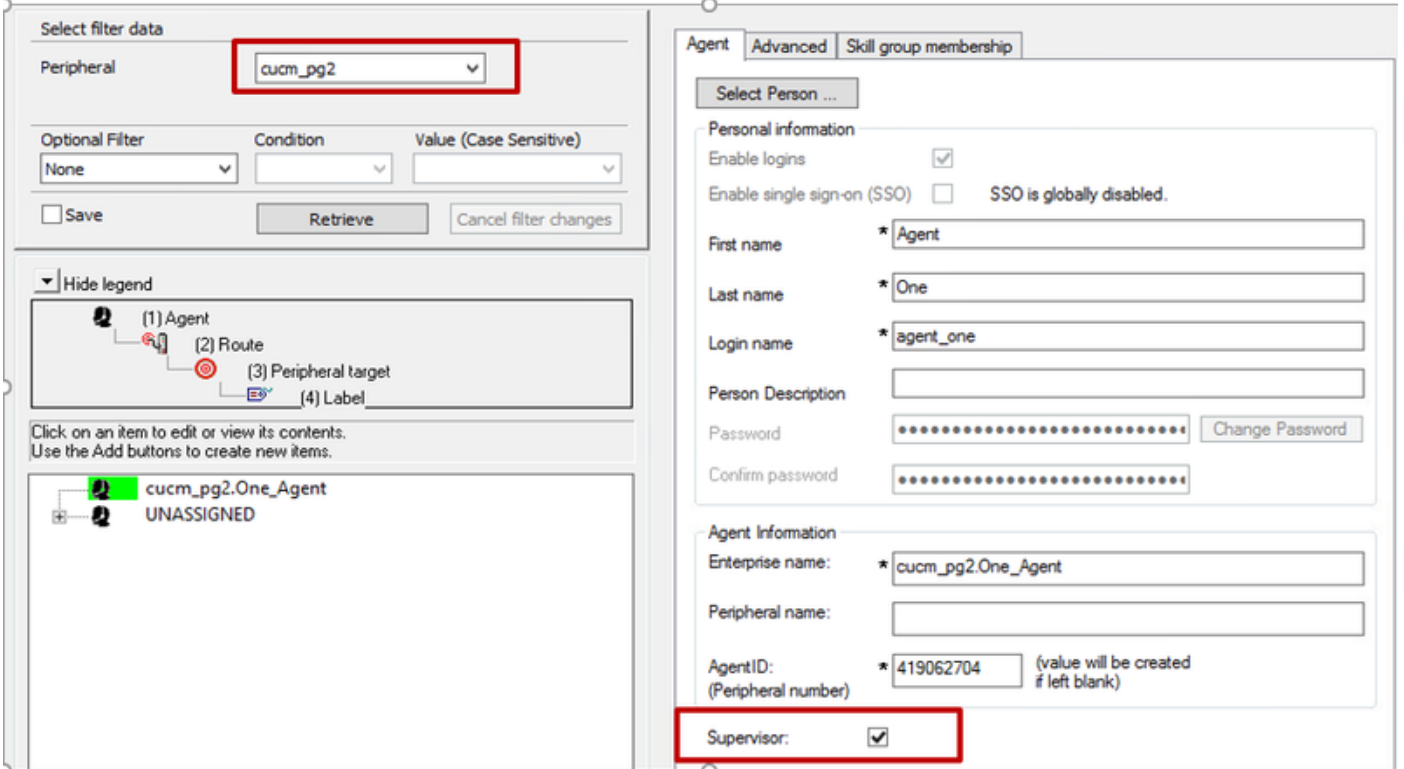 Select filter data
Peripheral
cucm_pg2
Optional Filter Condition Value (Case Sensitive)
None
Save Retrieve Cancel filter changes
Hide legend
(1) Agent
(2) Route
(3) Peripheral target
(4) Label
Click on an item to edit or view its contents.
Use the Add buttons to create new items.
cucm_pg2.One_Agent
UNASSIGNED
Agent Advanced Skill group membership
Select Person ...
Personal information
Enable logins
Enable single sign-on (SSO) SSO is globally disabled.
First name * Agent
Last name * One
Login name * agent_one
Person Description
Password Change Password
Confirm password
Agent Information
Enterprise name: * cucm_pg2.One_Agent
Peripheral name:
AgentID: * 419062704 (value will be created
(Peripheral number) if left blank)
Supervisor: